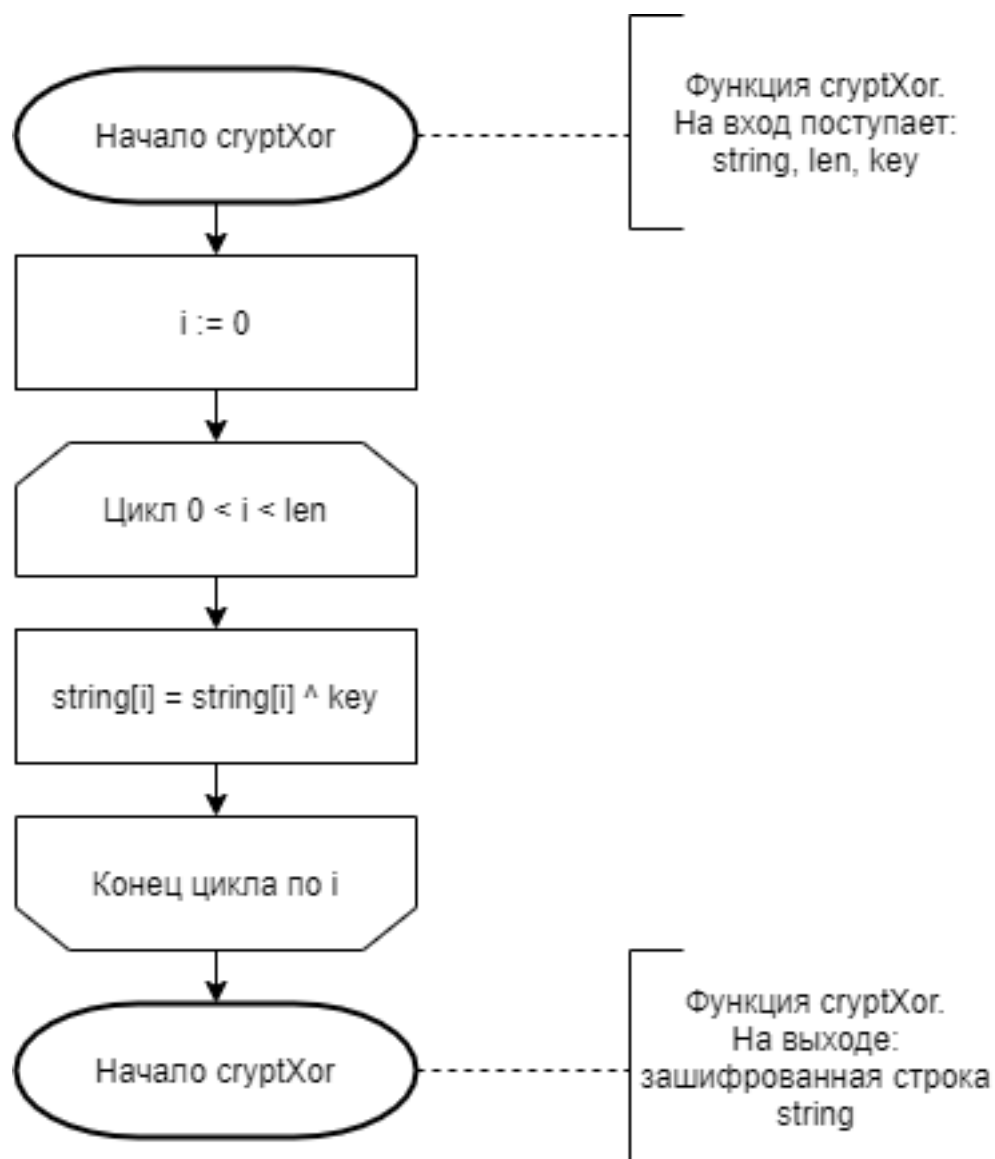 Начало cryptXor
Функция cryptXor.
На вход поступает:
string, len, key
i := 0
Цикл 0 < i < len
string[i] = string[i] ^ key
Конец цикла по i
Начало cryptXor
Функция cryptXor.
На выходе:
зашифрованная строка
string